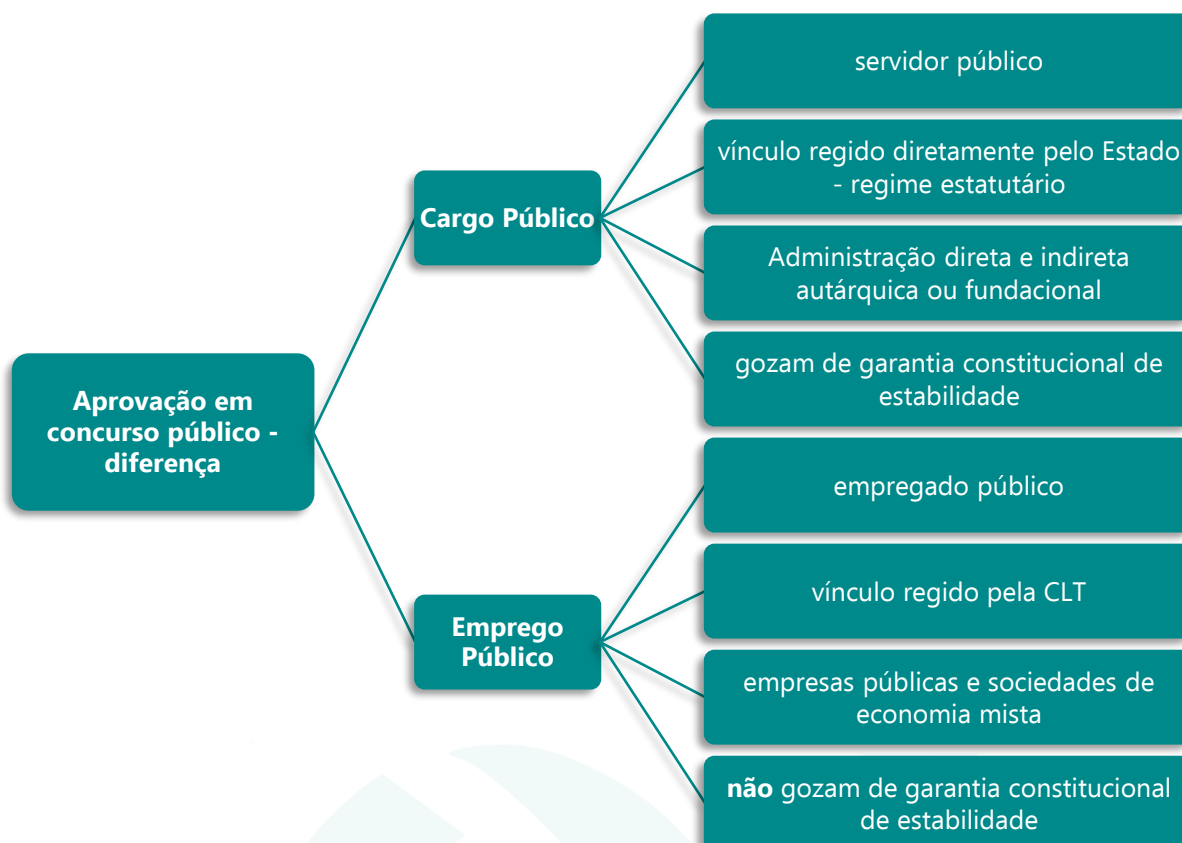 Aprovação em
concurso público -
diferença
Cargo Público
servidor público
vínculo regido diretamente pelo Estado
- regime estatutário
Administração direta e indireta
autárquica ou fundacional
gozam de garantia constitucional de
estabilidade
Emprego
Público
empregado público
vínculo regido pela CLT
empresas públicas e sociedades de
economia mista
não gozam de garantia constitucional
de estabilidade